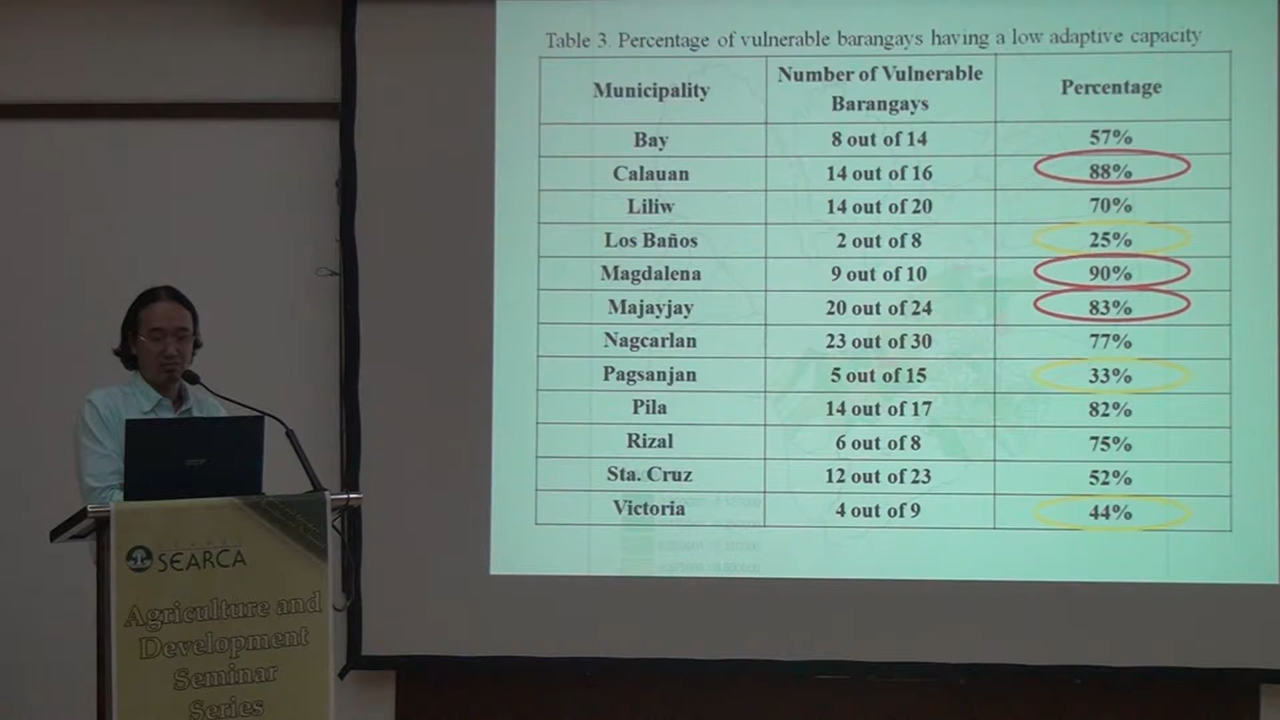 Table 3. Percentage of vulnerable barangays having a low adaptive capacity
Municipality Number of Vulnerable Barangays Percentage
Bay 8 out of 14 57%
Calauan 14 out of 16 88%
Liliw 14 out of 20 70%
Los Baños 2 out of 8 25%
Magdalena 9 out of 10 90%
Majayjay 20 out of 24 83%
Nagcarlan 23 out of 30 77%
Pagsanjan 5 out of 15 33%
Pila 14 out of 17 82%
Rizal 6 out of 8 75%
Sta. Cruz 12 out of 23 52%
Victoria 4 out of 9 44%
SEARCA
Agriculture and
Development
Seminar
Series